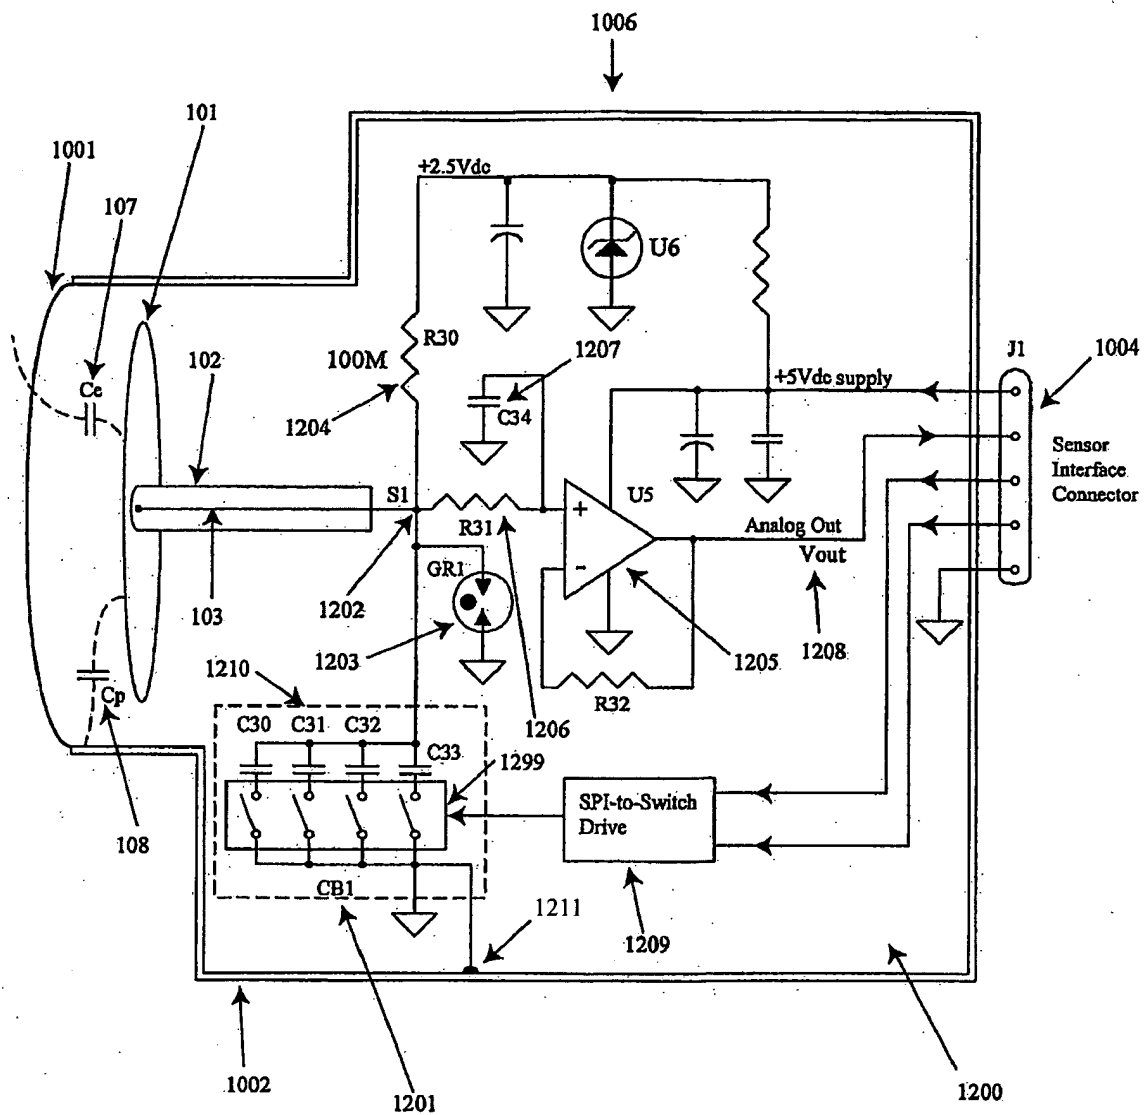 1006
101
1001
+2.5Vdc
107
U6
R30
1207
J1
1004
102
100M
+5Vdc supply
Ce
C34
1204
Sensor
Interface
Connector
S1
U5
+
R31
Analog Out
Vout
GR1
-
103
1202
1203
1205
1208
1210
R32
Cp
1206
C30
C31
C32
C33
1299
SPI-to-Switch
Drive
108
CB1
1211
1209
1002
1201
1200